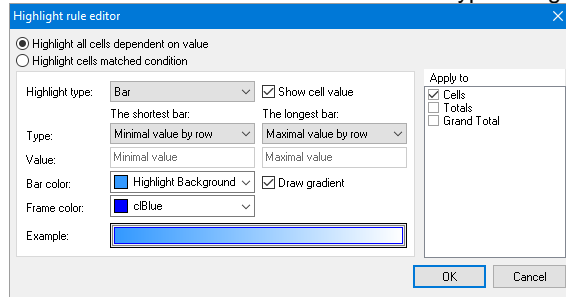 Highlight rule editor
Highlight all cells dependent on value
Highlight cells matched condition
Highlight type: Bar Show cell value
The shortest bar: The longest bar:
Type: Minimal value by row Maximal value by row
Value: Minimal value Maximal value
Bar color: Highlight Background Draw gradient
Frame color: clBlue
Example:
Apply to
Cells
Totals
Grand Total
OK Cancel